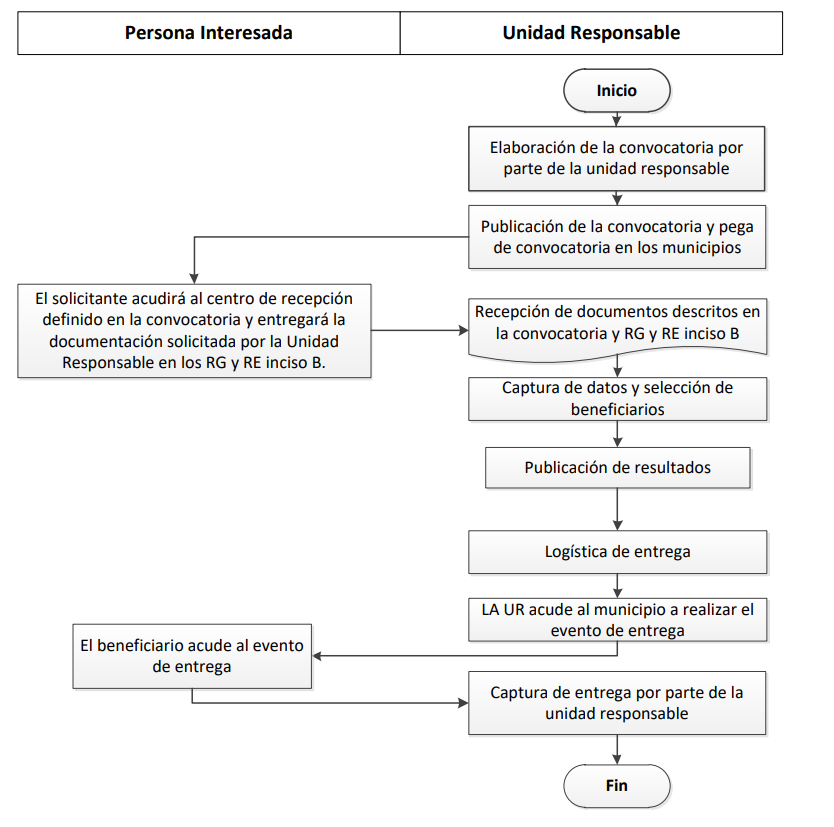 Persona Interesada
Unidad Responsable
Inicio
Elaboración de la convocatoria por
parte de la unidad responsable
Publicación de la convocatoria y pega
de convocatoria en los municipios
El solicitante acudirá al centro de recepción
definido en la convocatoria y entregará la
documentación solicitada por la Unidad
Responsable en los RG y RE inciso B.
Recepción de documentos descritos en
la convocatoria y RG y RE inciso B
Captura de datos y selección de
beneficiarios
Publicación de resultados
Logística de entrega
LA UR acude al municipio a realizar el
evento de entrega
El beneficiario acude al evento
de entrega
Captura de entrega por parte de la
unidad responsable
Fin